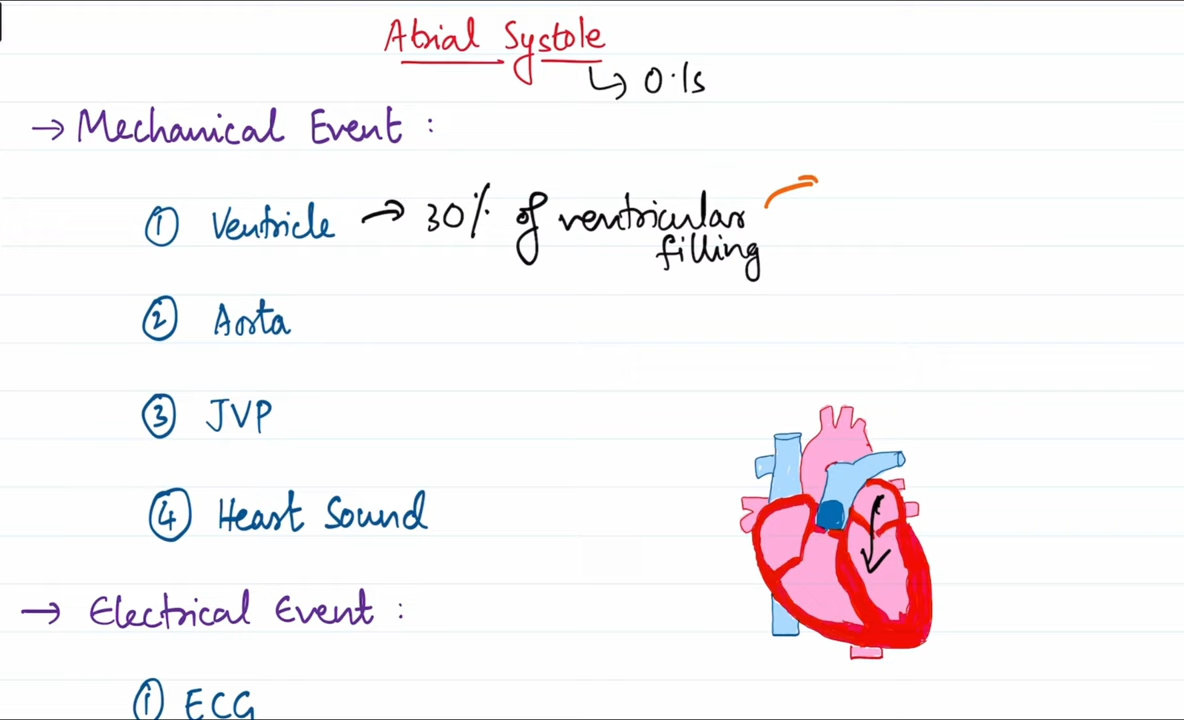 Atrial Systole
↳ 0.1s
→ Mechanical Event :
① Ventricle → 30% of ventricular
filling
② Aorta
③ JVP
④ Heart Sound
→ Electrical Event :
① ECG